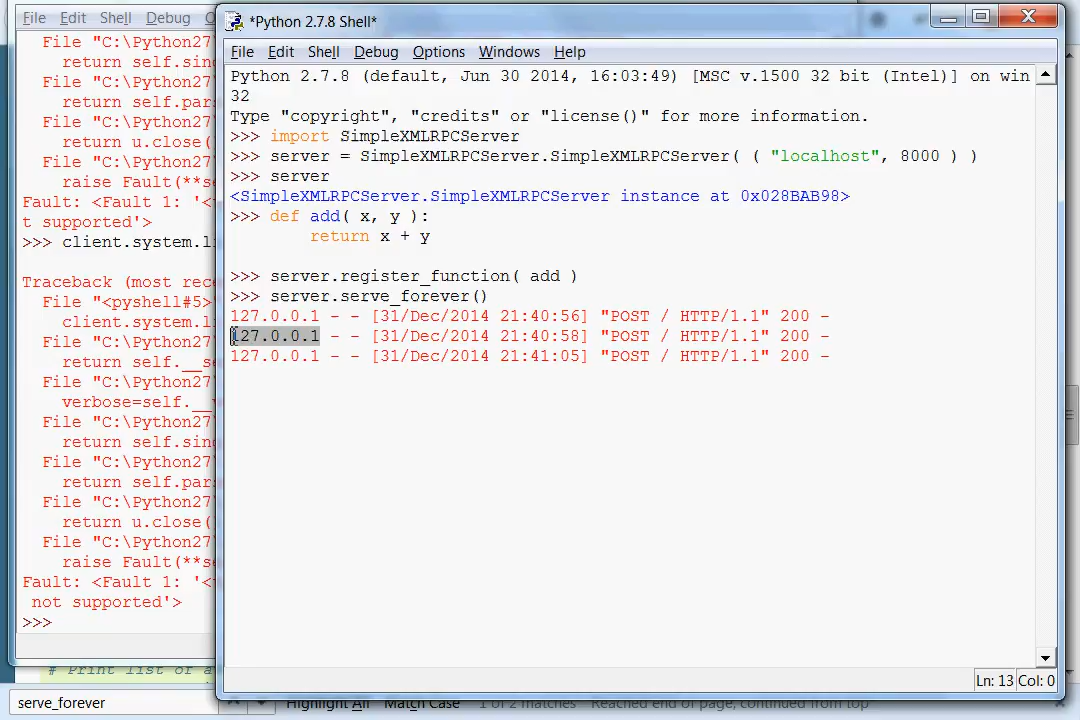 File Edit Shell Debug
File "C:\Python27
return self.sing
File "C:\Python27
return self.pars
File "C:\Python27
return u.close(
File "C:\Python27
raise Fault(**se
Fault: <Fault 1: '<
t supported'>
>>> client.system.l
Traceback (most rece
File "<pyshell#5>
client.system.l
File "C:\Python27
return self.__se
File "C:\Python27
verbose=self.__v
File "C:\Python27
return self.sing
File "C:\Python27
return self.pars
File "C:\Python27
return u.close(
File "C:\Python27
raise Fault(**se
Fault: <Fault 1: '<
not supported'>
>>>
# Print list of a
*Python 2.7.8 Shell*
File Edit Shell Debug Options Windows Help
Python 2.7.8 (default, Jun 30 2014, 16:03:49) [MSC v.1500 32 bit (Intel)] on win
32
Type "copyright", "credits" or "license()" for more information.
>>> import SimpleXMLRPCServer
>>> server = SimpleXMLRPCServer.SimpleXMLRPCServer( ( "localhost", 8000 ) )
>>> server
<SimpleXMLRPCServer.SimpleXMLRPCServer instance at 0x028BAB98>
>>> def add( x, y ):
return x + y
>>> server.register_function( add )
>>> server.serve_forever()
127.0.0.1 - - [31/Dec/2014 21:40:56] "POST / HTTP/1.1" 200 -
127.0.0.1 - - [31/Dec/2014 21:40:58] "POST / HTTP/1.1" 200 -
127.0.0.1 - - [31/Dec/2014 21:41:05] "POST / HTTP/1.1" 200 -
Ln: 13 Col: 0
serve_forever Highlight All Match Case 1 of 2 matches Reached end of page, continued from top